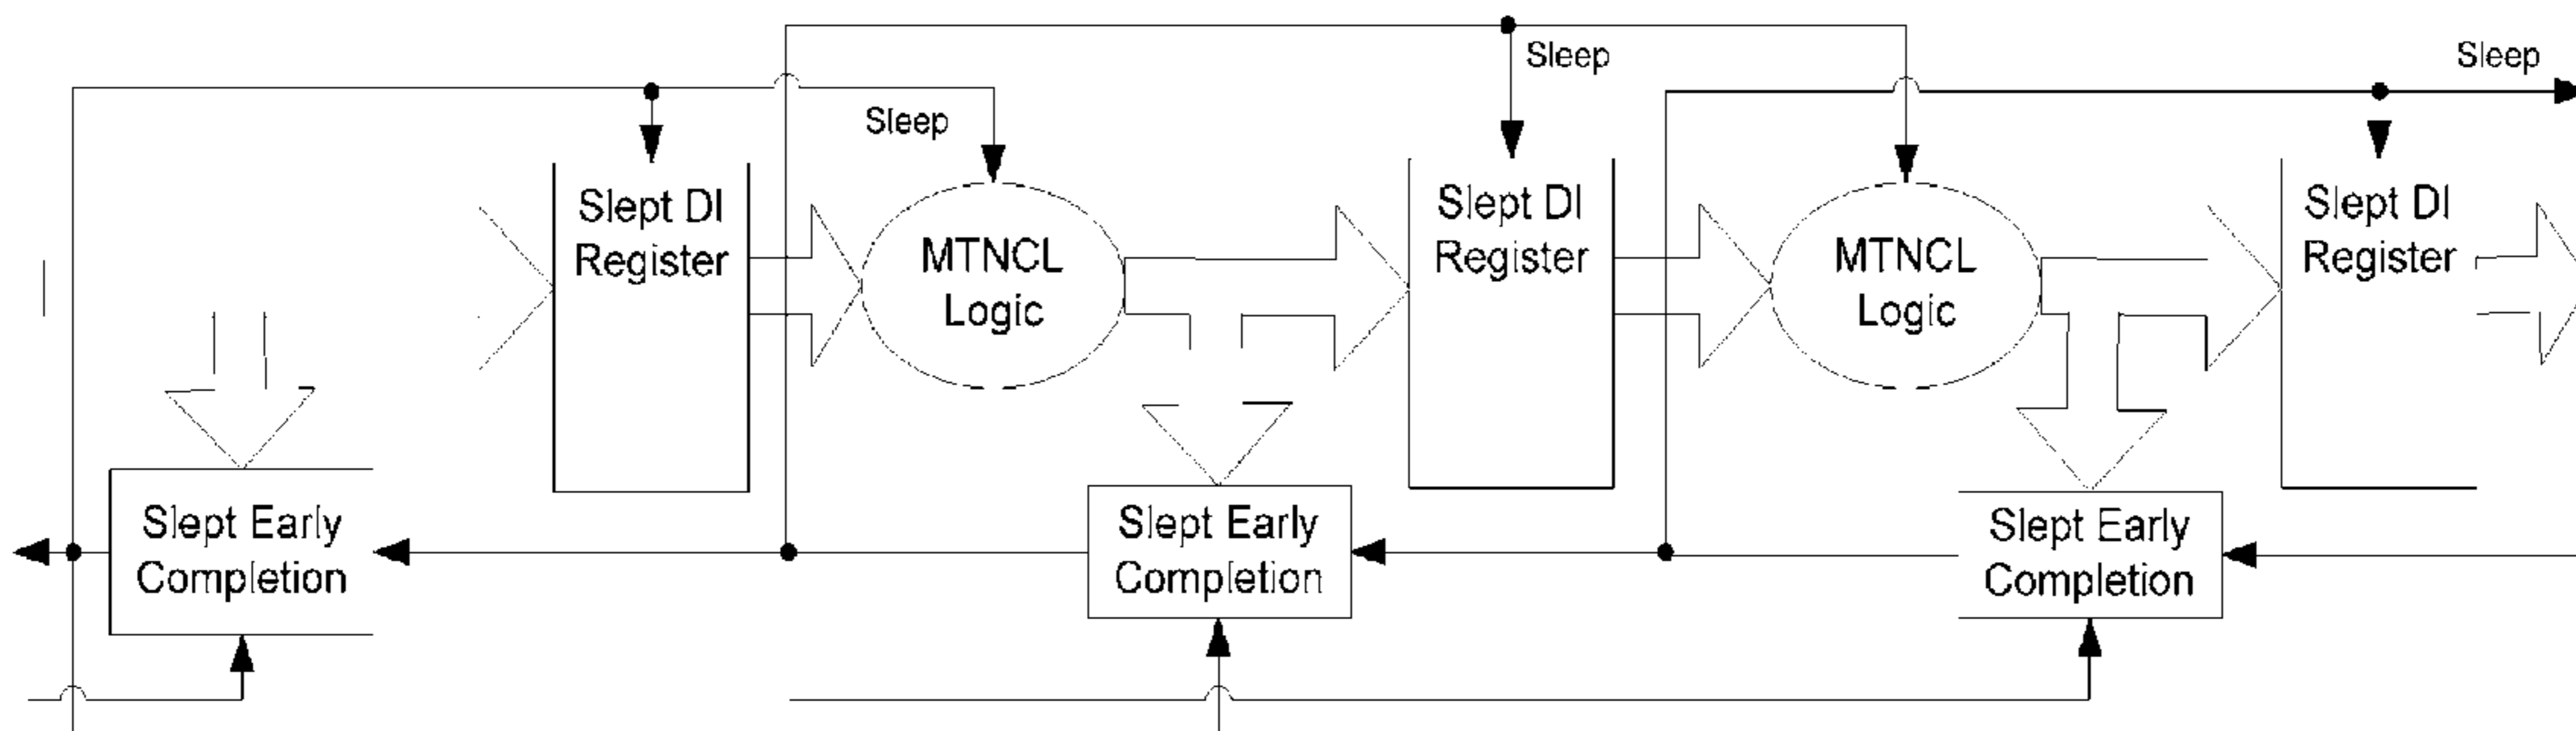 Sleep
Sleep
Sleep
Slept DI
Register
MTNCL
Logic
Slept DI
Register
MTNCL
Logic
Slept DI
Register
Slept Early
Completion
Slept Early
Completion
Slept Early
Completion